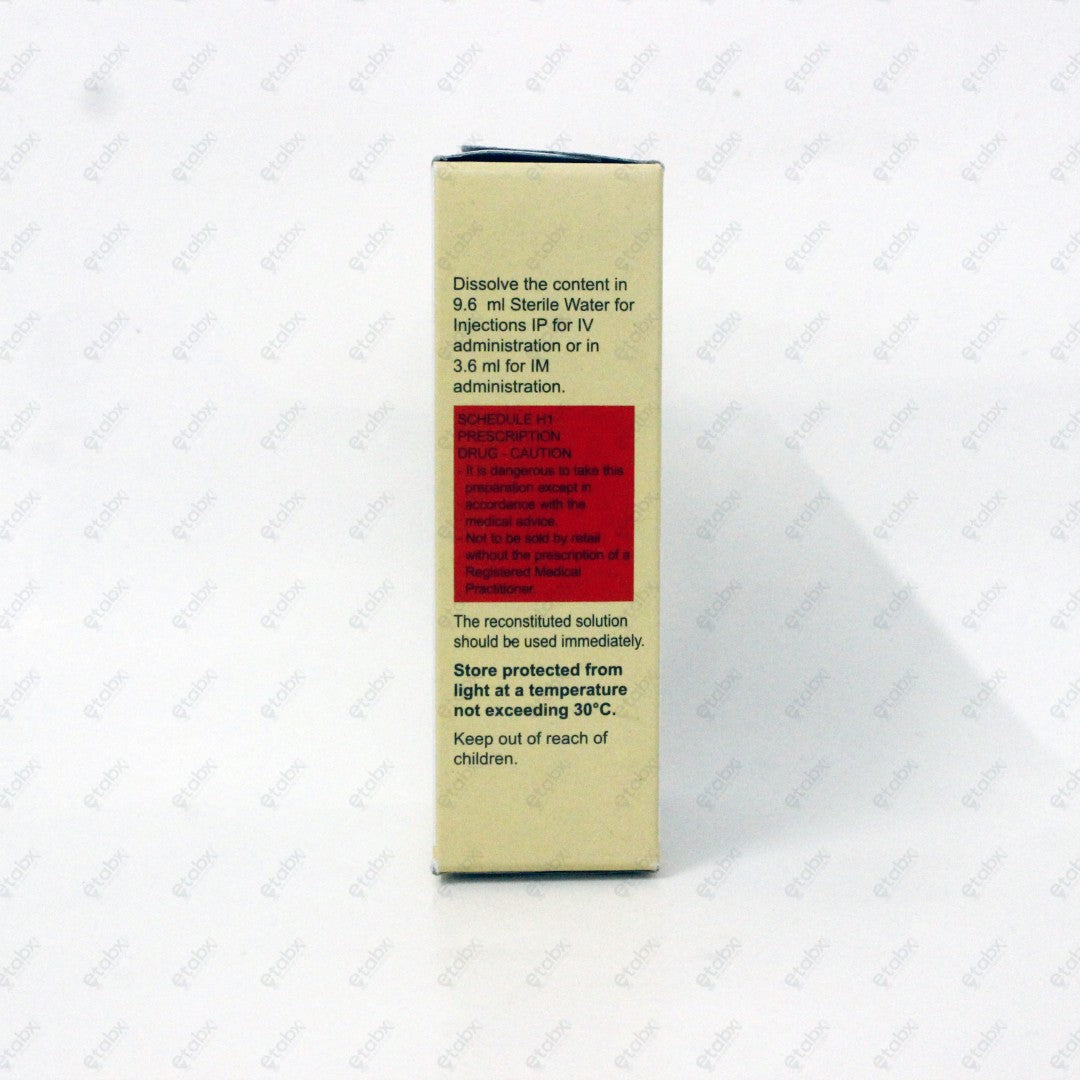 Dissolve the content in
9.6 ml Sterile Water for
Injections IP for IV
administration or in
3.6 ml for IM
administration.
SCHEDULE H1
PRESCRIPTION
DRUG - CAUTION
- It is dangerous to take this
preparation except in
accordance with the
medical advice.
- Not to be sold by retail
without the prescription of a
Registered Medical
Practitioner.
The reconstituted solution
should be used immediately.
Store protected from
light at a temperature
not exceeding 30°C.
Keep out of reach of
children.
etabx